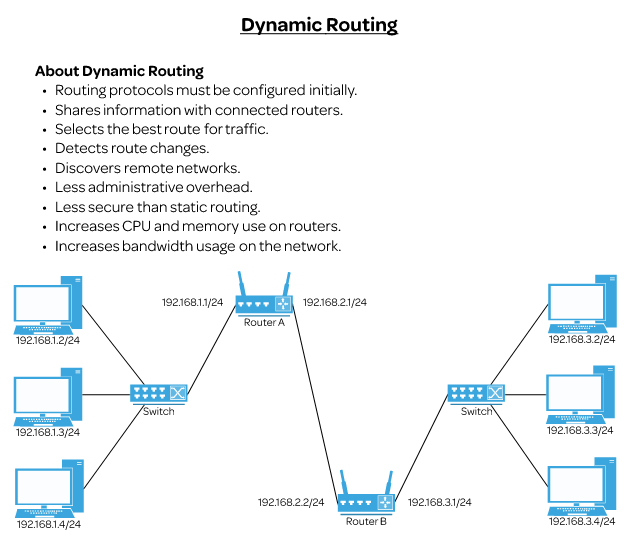 Dynamic Routing
About Dynamic Routing
• Routing protocols must be configured initially.
• Shares information with connected routers.
• Selects the best route for traffic.
• Detects route changes.
• Discovers remote networks.
• Less administrative overhead.
• Less secure than static routing.
• Increases CPU and memory use on routers.
• Increases bandwidth usage on the network.
192.168.1.1/24
192.168.2.1/24
Router A
192.168.1.2/24
192.168.3.2/24
Switch
Switch
192.168.1.3/24
192.168.3.3/24
192.168.2.2/24
192.168.3.1/24
Router B
192.168.1.4/24
192.168.3.4/24